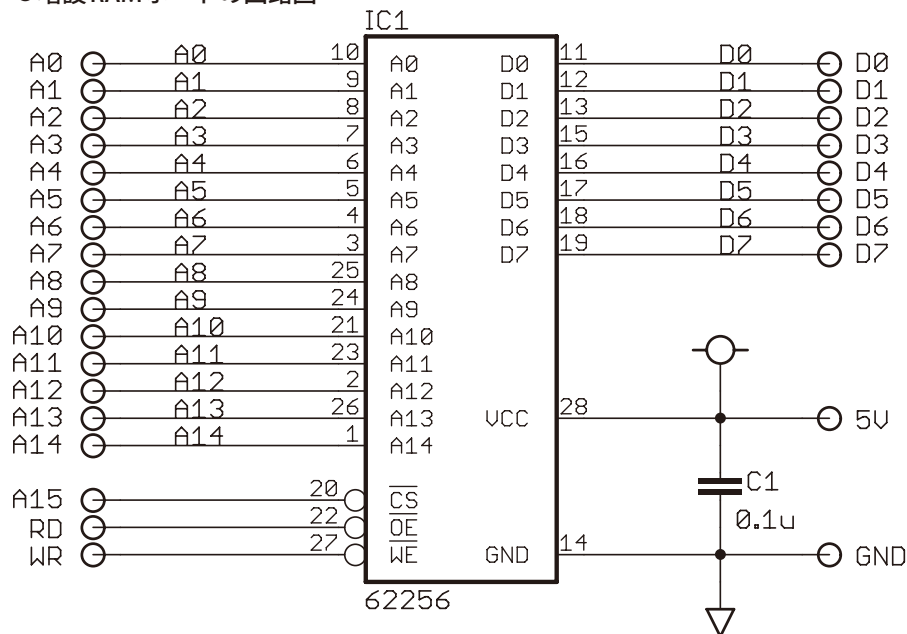 IC1
A0 A0 10 A0 D0 11 D0 D0
A1 A1 9 A1 D1 12 D1 D1
A2 A2 8 A2 D2 13 D2 D2
A3 A3 7 A3 D3 15 D3 D3
A4 A4 6 A4 D4 16 D4 D4
A5 A5 5 A5 D5 17 D5 D5
A6 A6 4 A6 D6 18 D6 D6
A7 A7 3 A7 D7 19 D7 D7
A8 A8 25 A8
A9 A9 24 A9
A10 A10 21 A10
A11 A11 23 A11
A12 A12 2 A12
A13 A13 26 A13 VCC 28 5V
A14 A14 1 A14
A15 20 CS C1
RD 22 OE 0.1u
WR 27 WE GND 14 GND
62256